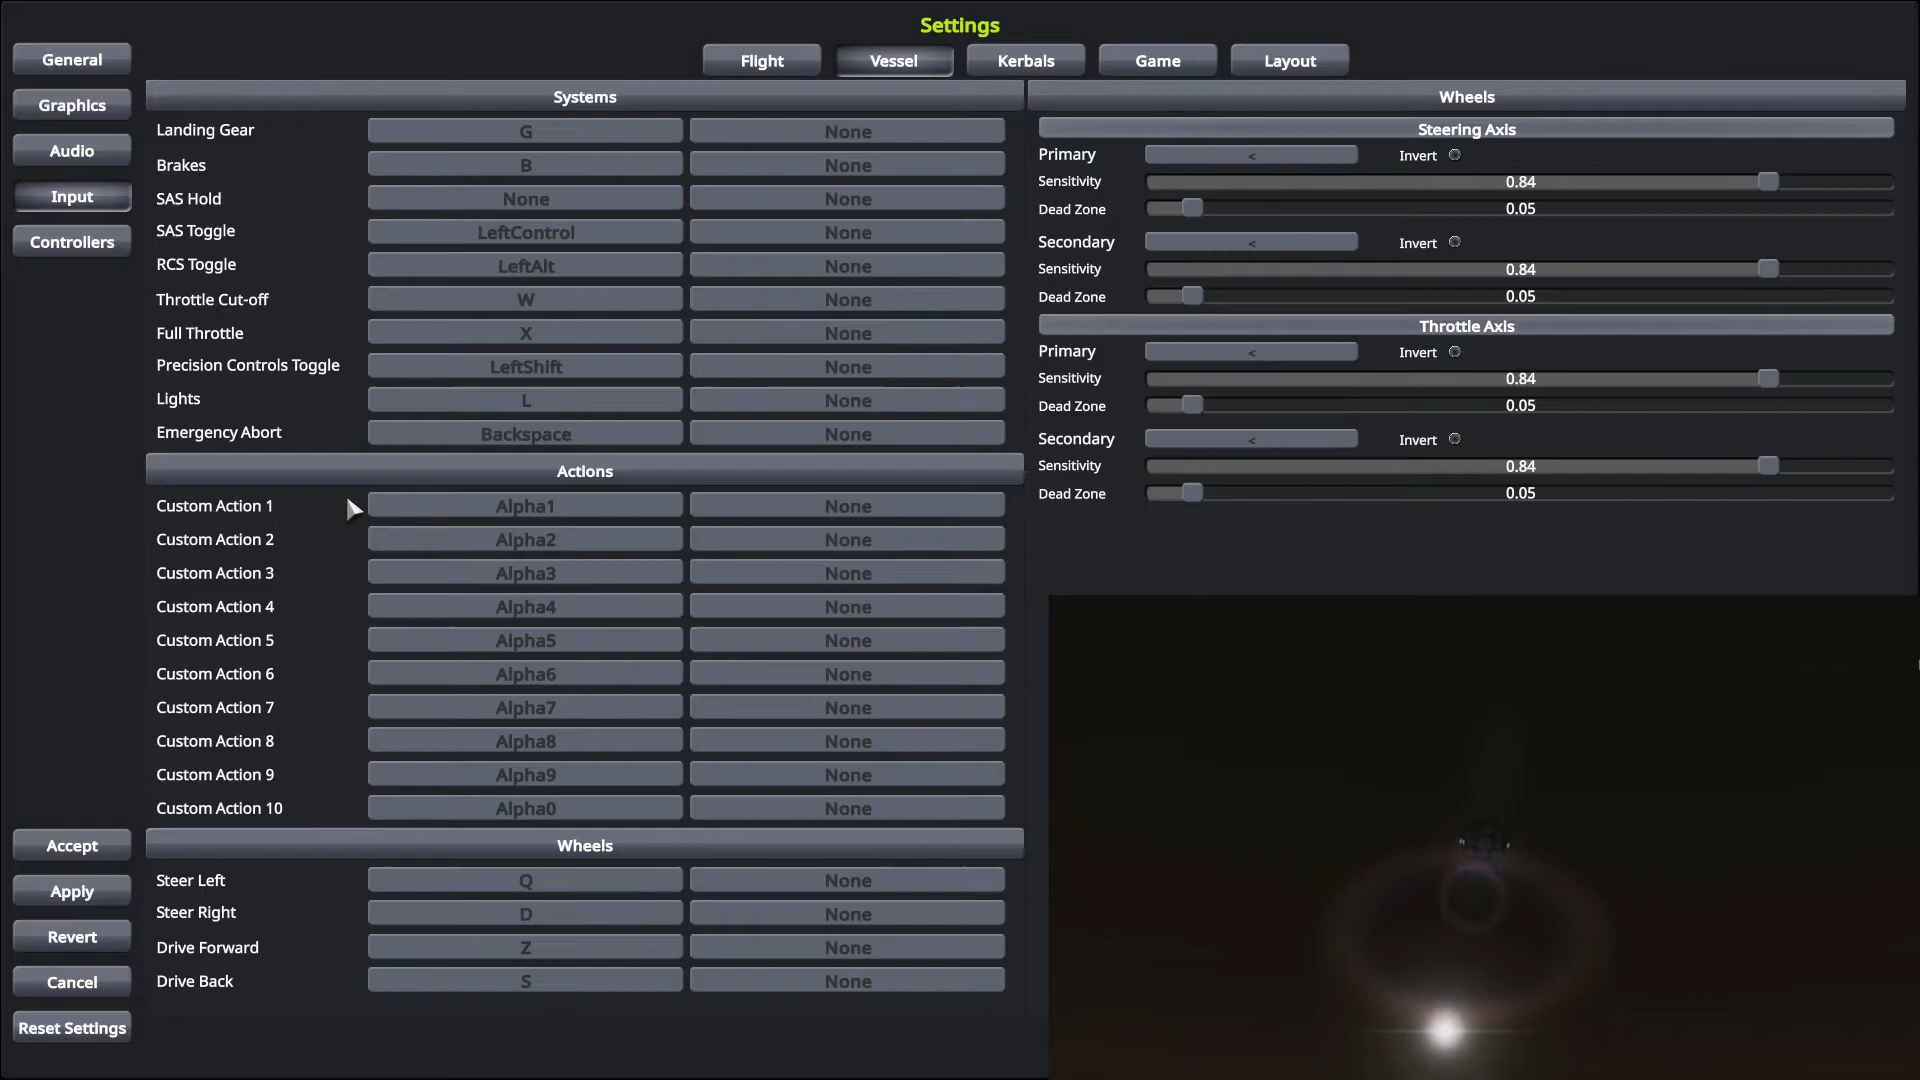 Settings
General
Graphics
Audio
Input
Controllers
Flight Vessel Kerbals Game Layout
Systems
Landing Gear G None
Brakes B None
SAS Hold None None
SAS Toggle LeftControl None
RCS Toggle LeftAlt None
Throttle Cut-off W None
Full Throttle X None
Precision Controls Toggle LeftShift None
Lights L None
Emergency Abort Backspace None
Actions
Custom Action 1 Alpha1 None
Custom Action 2 Alpha2 None
Custom Action 3 Alpha3 None
Custom Action 4 Alpha4 None
Custom Action 5 Alpha5 None
Custom Action 6 Alpha6 None
Custom Action 7 Alpha7 None
Custom Action 8 Alpha8 None
Custom Action 9 Alpha9 None
Custom Action 10 Alpha0 None
Wheels
Steer Left Q None
Steer Right D None
Drive Forward Z None
Drive Back S None
Wheels
Steering Axis
Primary < Invert
Sensitivity 0.84
Dead Zone 0.05
Secondary < Invert
Sensitivity 0.84
Dead Zone 0.05
Throttle Axis
Primary < Invert
Sensitivity 0.84
Dead Zone 0.05
Secondary < Invert
Sensitivity 0.84
Dead Zone 0.05
Accept
Apply
Revert
Cancel
Reset Settings